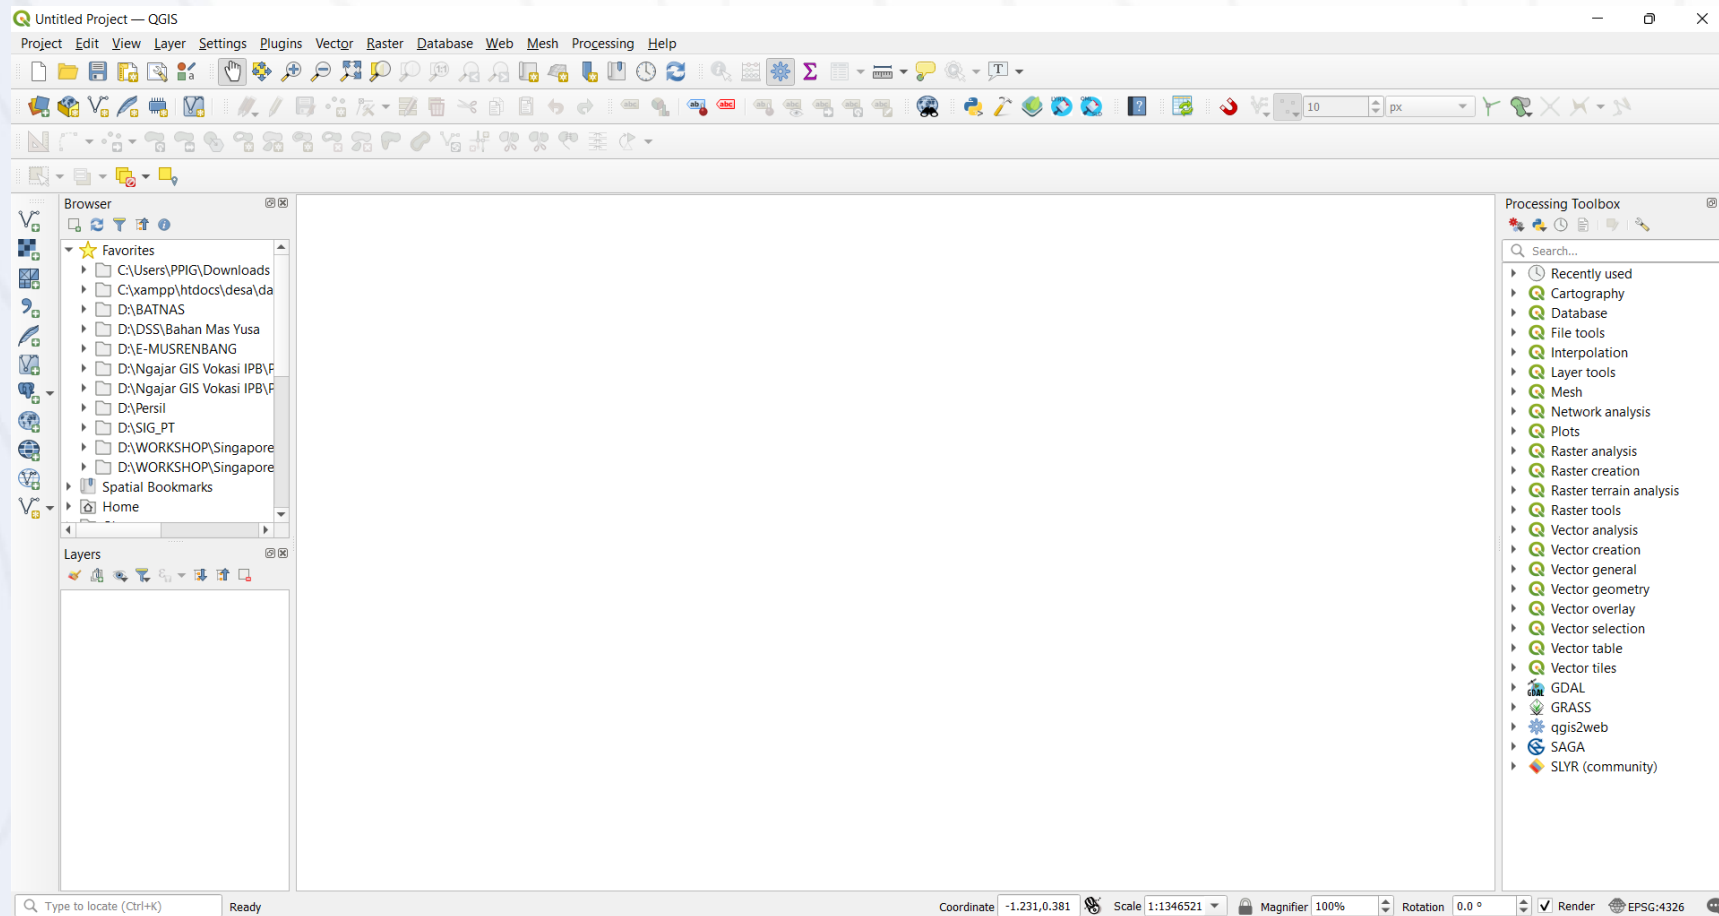 Untitled Project — QGIS
Project Edit View Layer Settings Plugins Vector Raster Database Web Mesh Processing Help
10 px
Browser
Favorites
C:\Users\PPIG\Downloads
C:\xampp\htdocs\desa\da
D:\BATNAS
D:\DSS\Bahan Mas Yusa
D:\E-MUSRENBANG
D:\Ngajar GIS Vokasi IPB\P
D:\Ngajar GIS Vokasi IPB\P
D:\Persil
D:\SIG_PT
D:\WORKSHOP\Singapore
D:\WORKSHOP\Singapore
Spatial Bookmarks
Home
Layers
Processing Toolbox
Search...
Recently used
Cartography
Database
File tools
Interpolation
Layer tools
Mesh
Network analysis
Plots
Raster analysis
Raster creation
Raster terrain analysis
Raster tools
Vector analysis
Vector creation
Vector general
Vector geometry
Vector overlay
Vector selection
Vector table
Vector tiles
GDAL
GRASS
qgis2web
SAGA
SLYR (community)
Type to locate (Ctrl+K) Ready Coordinate -1.231,0.381 Scale 1:1346521 Magnifier 100% Rotation 0.0 ° Render EPSG:4326